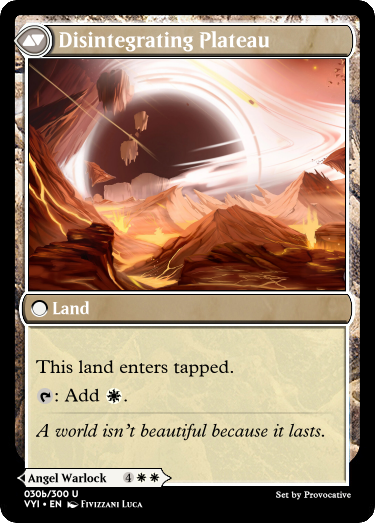 Disintegrating Plateau
Land
This land enters tapped.
: Add .
A world isn't beautiful because it lasts.
Angel Warlock 4
030b/300 U
VYI • EN Fivizzani Luca
Set by Provocative